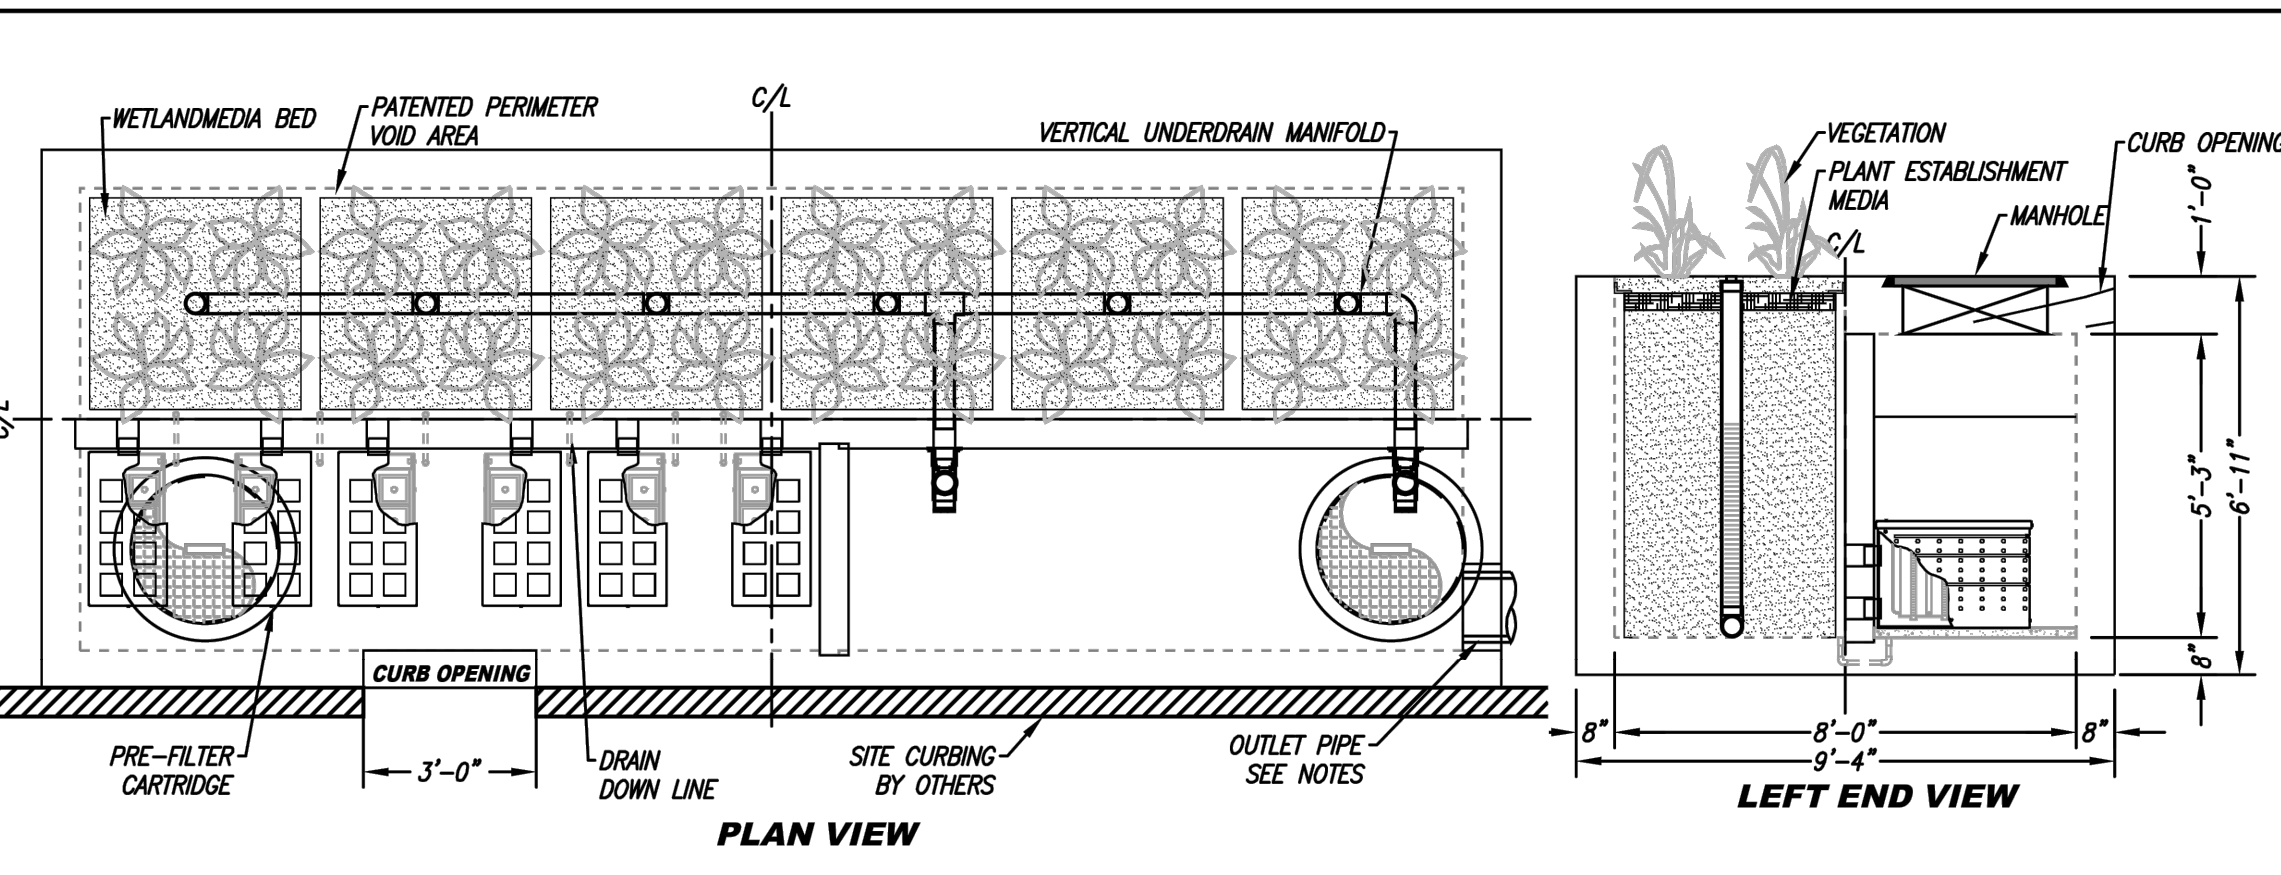 WETLANDMEDIA BED
PATENTED PERIMETER
VOID AREA
C/L
VERTICAL UNDERDRAIN MANIFOLD
C/L
CURB OPENING
3'-0"
PRE-FILTER
CARTRIDGE
DRAIN
DOWN LINE
SITE CURBING
BY OTHERS
OUTLET PIPE
SEE NOTES
PLAN VIEW
VEGETATION
PLANT ESTABLISHMENT
MEDIA
C/L
MANHOLE
CURB OPENING
1'-0"
5'-3"
6'-11"
8"
8"
8'-0"
8"
9'-4"
LEFT END VIEW